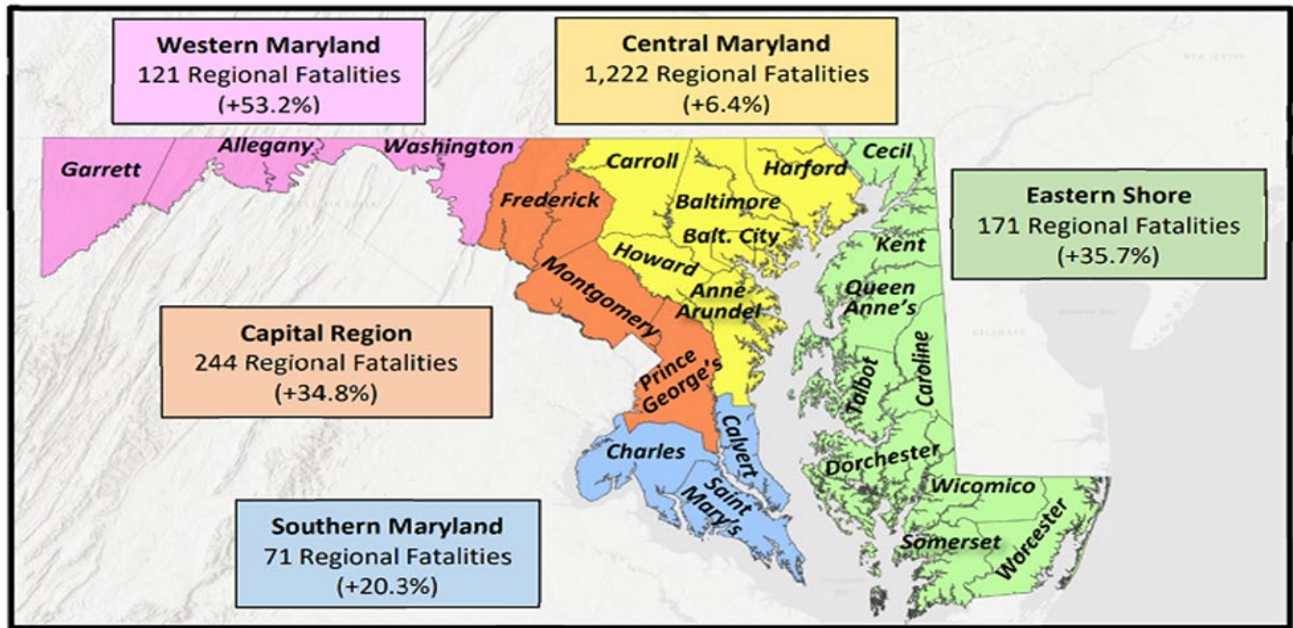 Western Maryland
121 Regional Fatalities
(+53.2%)
Central Maryland
1,222 Regional Fatalities
(+6.4%)
Garrett
Allegany
Washington
Frederick
Carroll
Harford
Cecil
Baltimore
Balt. City
Howard
Anne
Arundel
Montgomery
Prince
George's
Kent
Queen
Anne's
Eastern Shore
171 Regional Fatalities
(+35.7%)
Capital Region
244 Regional Fatalities
(+34.8%)
Talbot
Caroline
Charles
Calvert
Saint
Mary's
Dorchester
Wicomico
Somerset
Worcester
Southern Maryland
71 Regional Fatalities
(+20.3%)
NEW JERSEY
DELAWARE